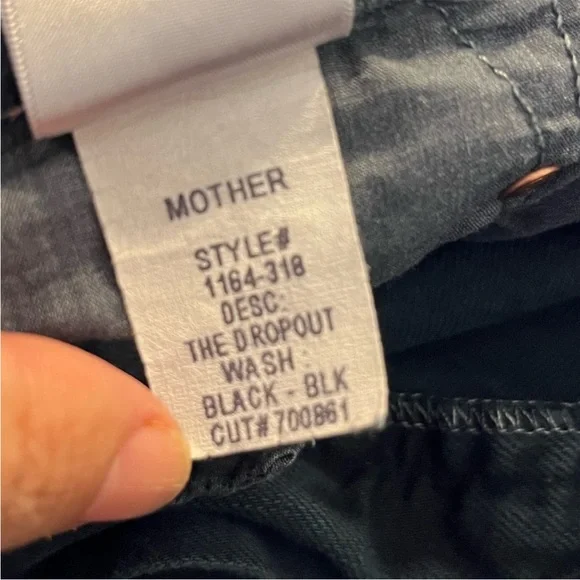 MOTHER
STYLE#
1164-318
DESC:
THE DROPOUT
WASH :
BLACK - BLK
CUT# 700861